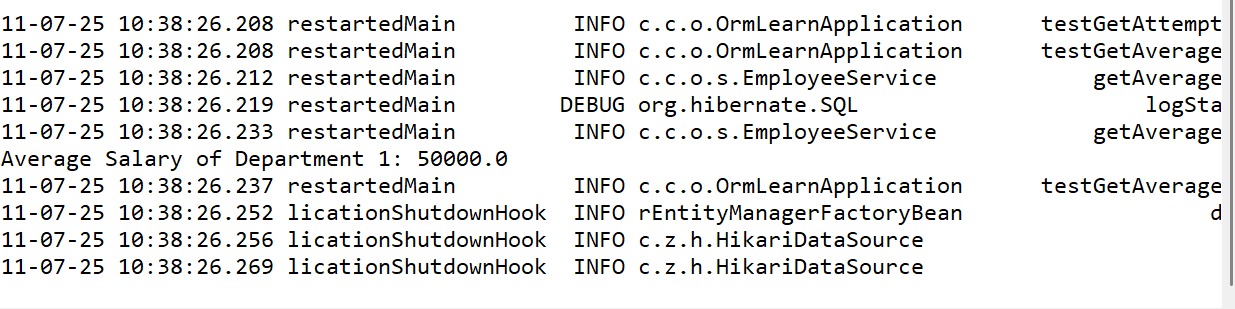 11-07-25 10:38:26.208 restartedMain         INFO c.c.o.OrmLearnApplication      testGetAttempt
11-07-25 10:38:26.208 restartedMain         INFO c.c.o.OrmLearnApplication      testGetAverage
11-07-25 10:38:26.212 restartedMain         INFO c.c.o.s.EmployeeService            getAverage
11-07-25 10:38:26.219 restartedMain        DEBUG org.hibernate.SQL                      logSta
11-07-25 10:38:26.233 restartedMain         INFO c.c.o.s.EmployeeService            getAverage
Average Salary of Department 1: 50000.0
11-07-25 10:38:26.237 restartedMain         INFO c.c.o.OrmLearnApplication      testGetAverage
11-07-25 10:38:26.252 licationShutdownHook  INFO rEntityManagerFactoryBean                   d
11-07-25 10:38:26.256 licationShutdownHook  INFO c.z.h.HikariDataSource
11-07-25 10:38:26.269 licationShutdownHook  INFO c.z.h.HikariDataSource